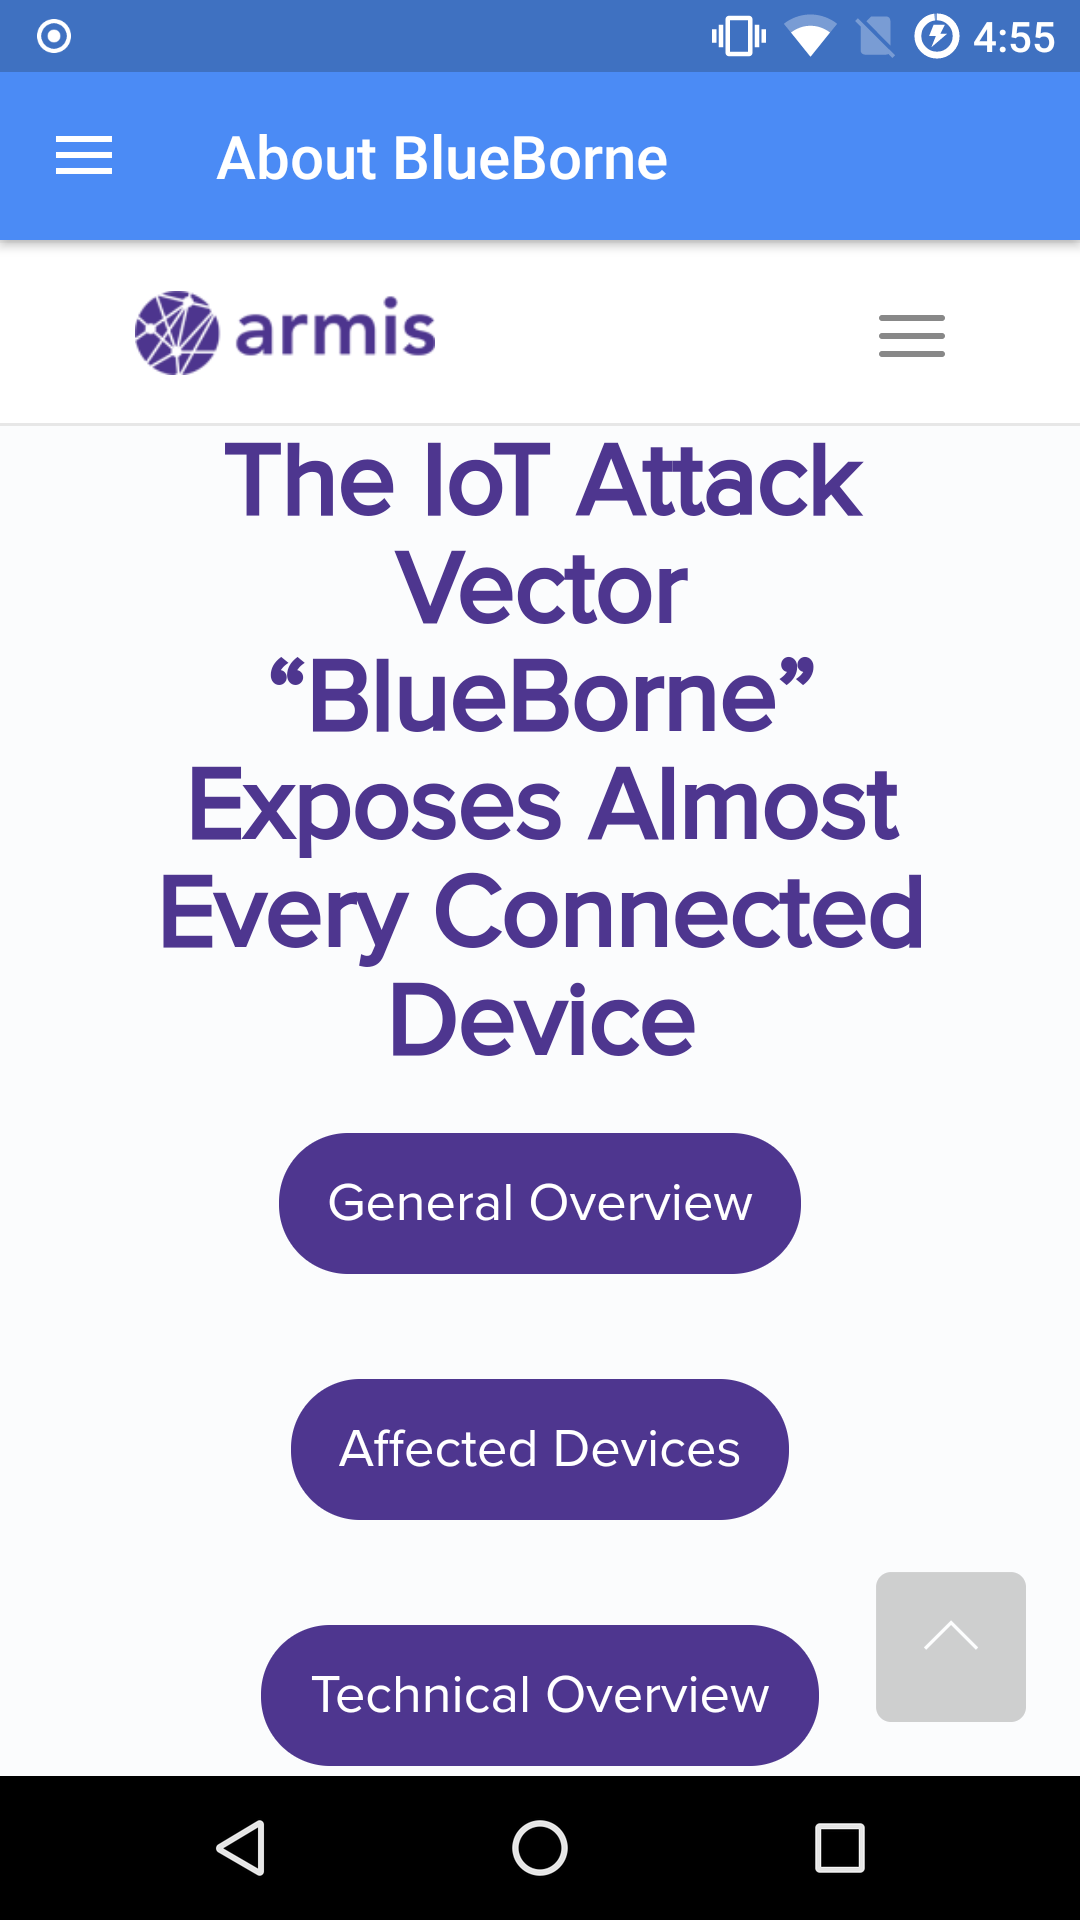 4:55
About BlueBorne
armis
The IoT Attack
Vector
“BlueBorne”
Exposes Almost
Every Connected
Device
General Overview
Affected Devices
Technical Overview